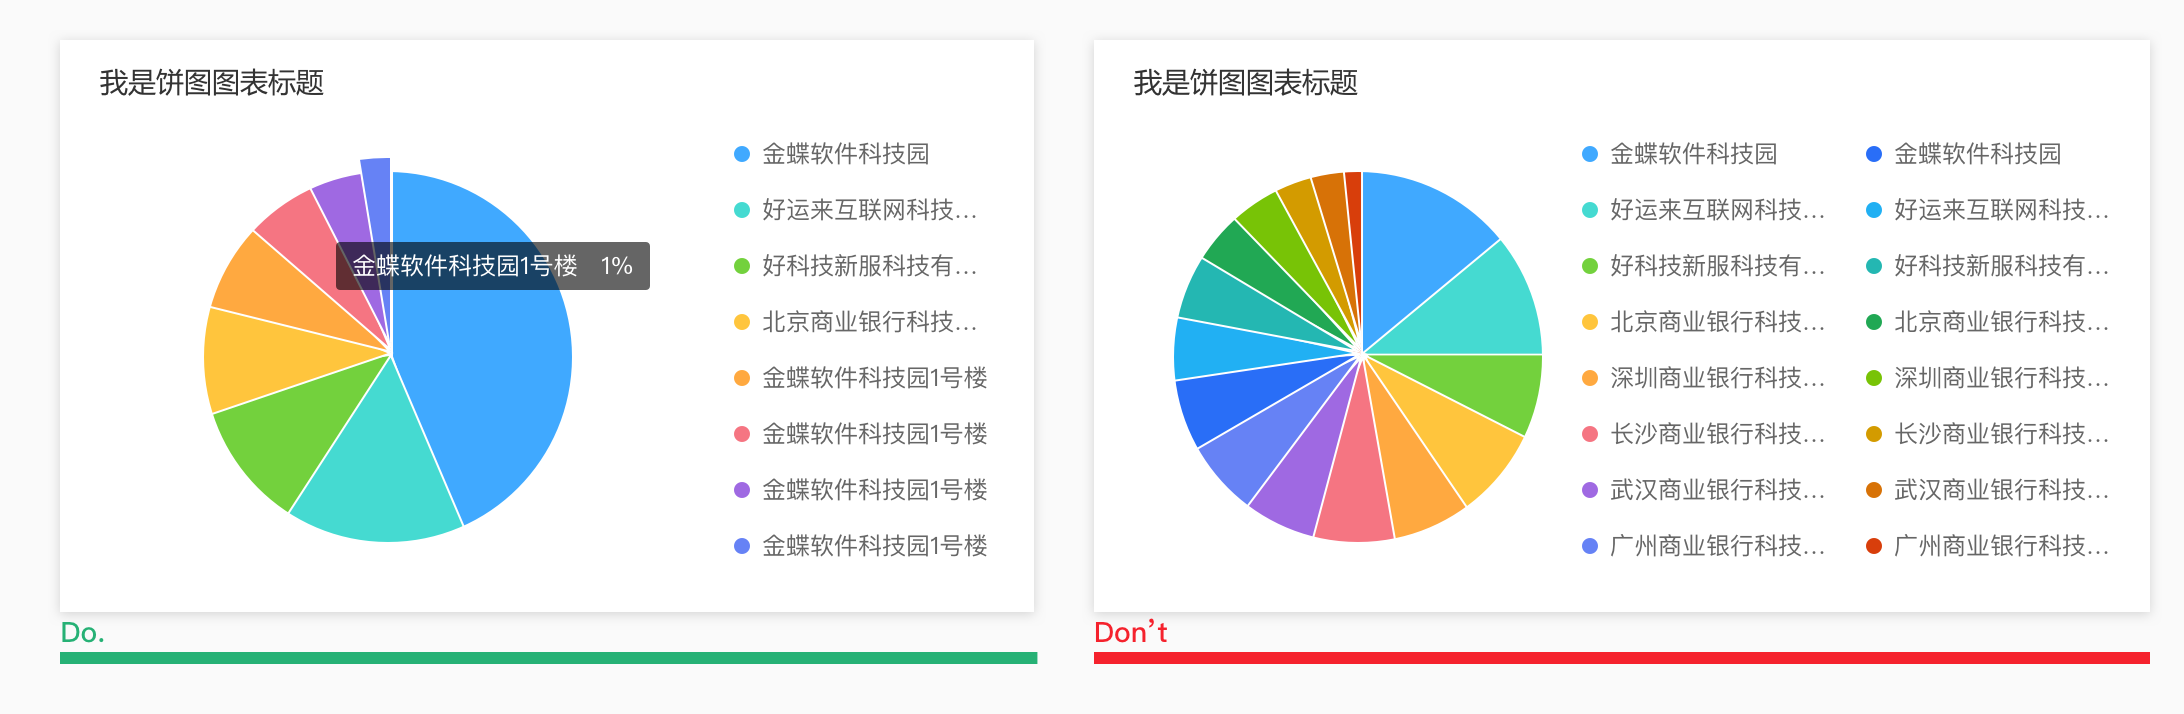 我是饼图图表标题
金蝶软件科技园
好运来互联网科技...
好科技新服科技有...
北京商业银行科技...
金蝶软件科技园1号楼
金蝶软件科技园1号楼
金蝶软件科技园1号楼
金蝶软件科技园1号楼
金蝶软件科技园1号楼 1%
Do.
我是饼图图表标题
金蝶软件科技园
好运来互联网科技...
好科技新服科技有...
北京商业银行科技...
深圳商业银行科技...
长沙商业银行科技...
武汉商业银行科技...
广州商业银行科技...
金蝶软件科技园
好运来互联网科技...
好科技新服科技有...
北京商业银行科技...
深圳商业银行科技...
长沙商业银行科技...
武汉商业银行科技...
广州商业银行科技...
Don’t